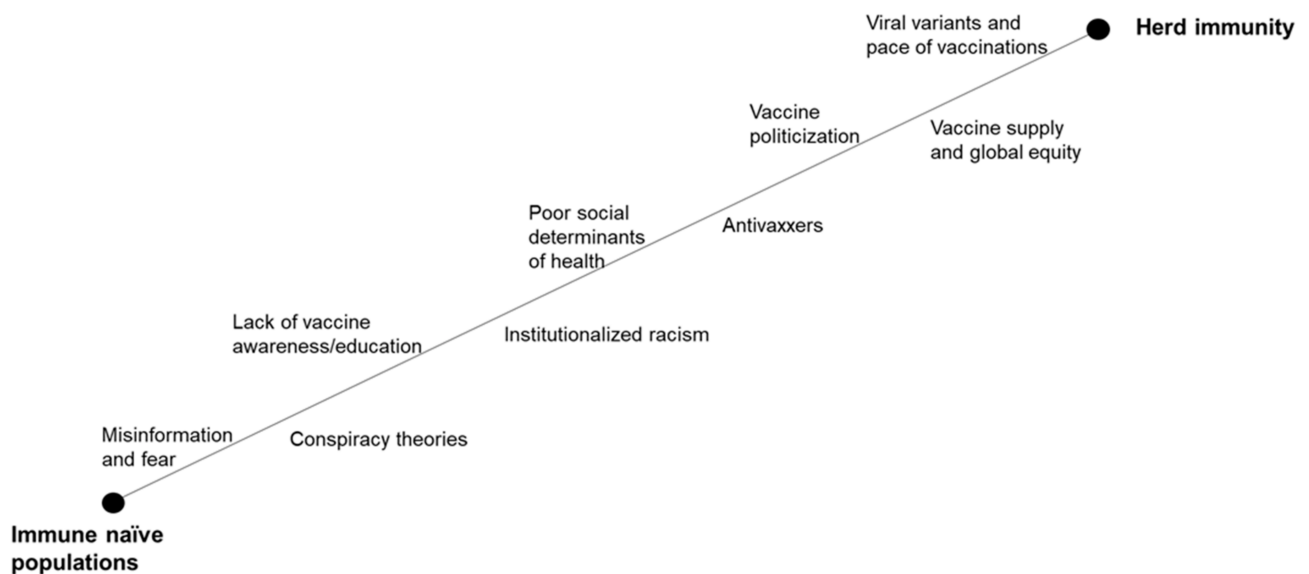 Viral variants and
pace of vaccinations
Herd immunity
Vaccine
politicization
Vaccine supply
and global equity
Poor social
determinants
of health
Antivaxxers
Lack of vaccine
awareness/education
Institutionalized racism
Misinformation
and fear
Conspiracy theories
Immune naïve
populations